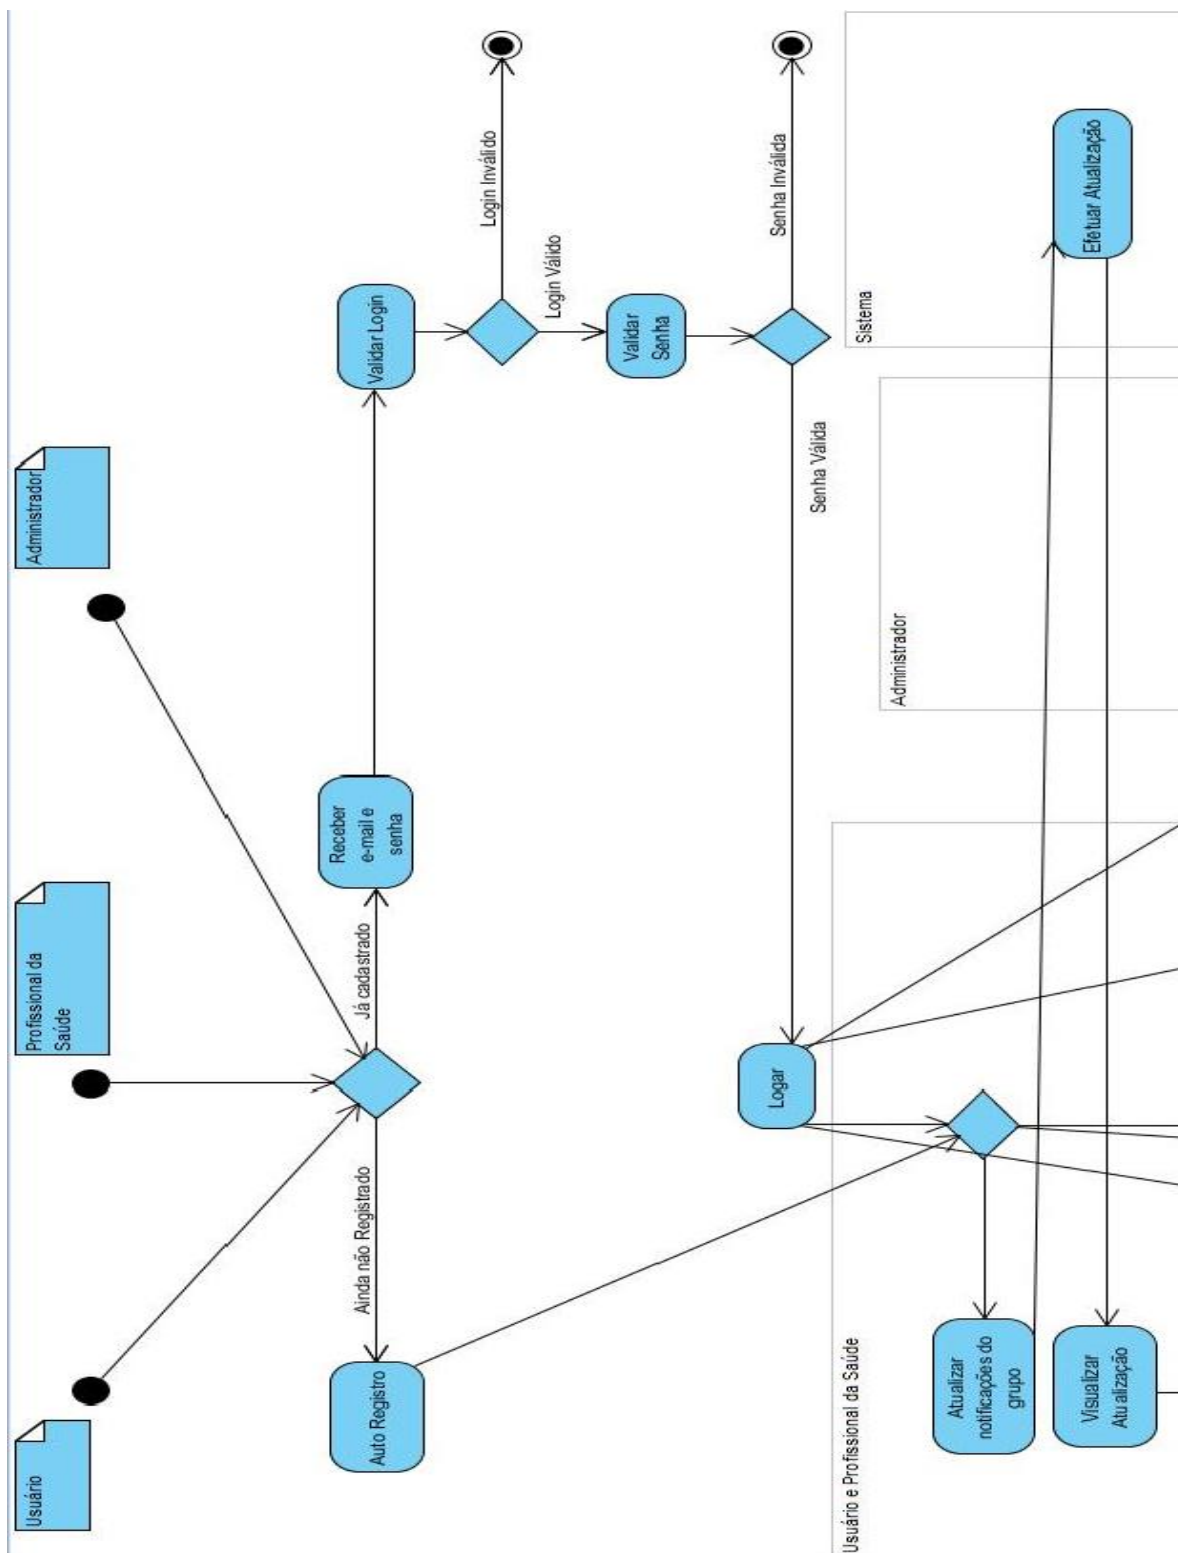 Usuário
Profissional da
Saúde
Administrador
Ainda não Registrado
Já cadastrado
Auto Registro
Receber
e-mail e
senha
Validar Login
Login Inválido
Login Válido
Validar
Senha
Senha Inválida
Senha Válida
Logar
Usuário e Profissional da Saúde
Administrador
Sistema
Atualizar
notificações do
grupo
Efetuar Atualização
Visualizar
Atualização